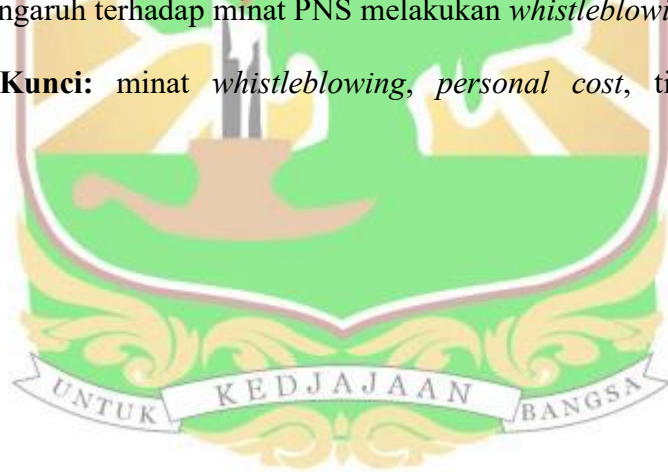 ngaruh terhadap minat PNS melakukan whistleblowi
Kunci: minat whistleblowing, personal cost, ti
UNTUK KEDJAJAAN BANGSA